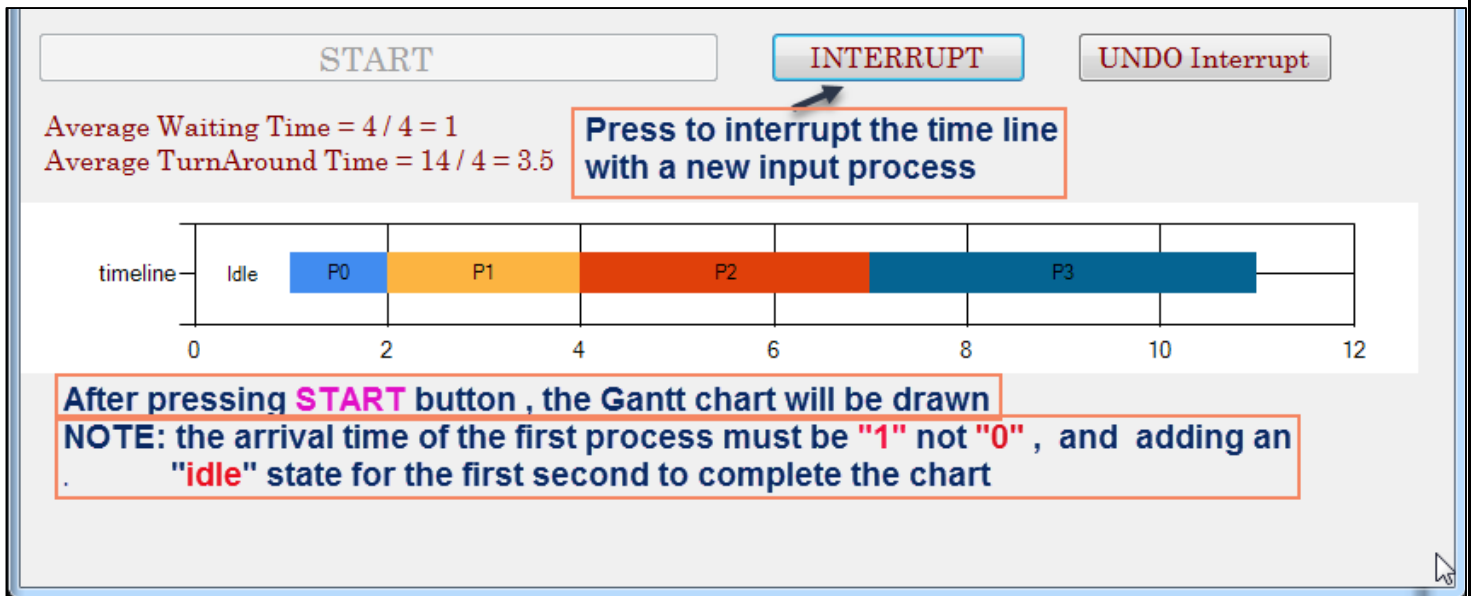 START
INTERRUPT
UNDO Interrupt
Average Waiting Time = 4 / 4 = 1
Average TurnAround Time = 14 / 4 = 3.5
Press to interrupt the time line
with a new input process
timeline
Idle
P0
P1
P2
P3
0
2
4
6
8
10
12
After pressing START button , the Gantt chart will be drawn
NOTE: the arrival time of the first process must be "1" not "0" , and adding an
. "idle" state for the first second to complete the chart